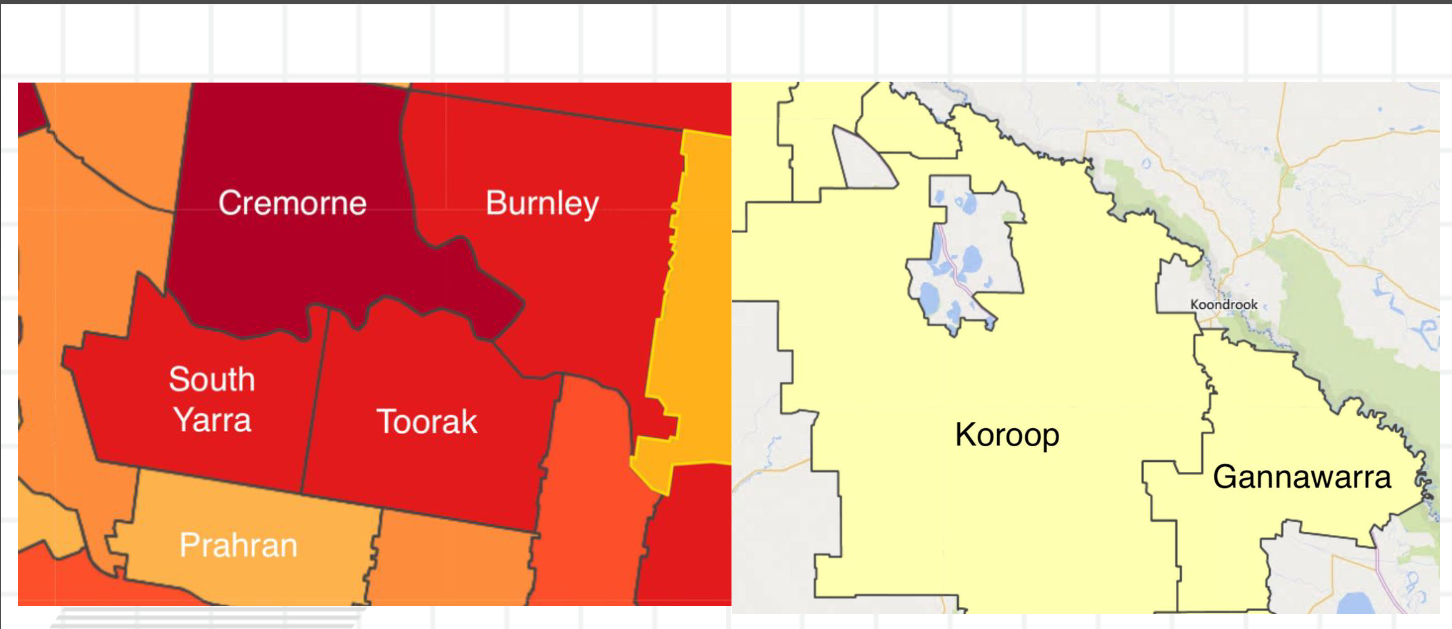 Cremorne
Burnley
South
Yarra
Toorak
Prahran
Koondrook
Koroop
Gannawarra